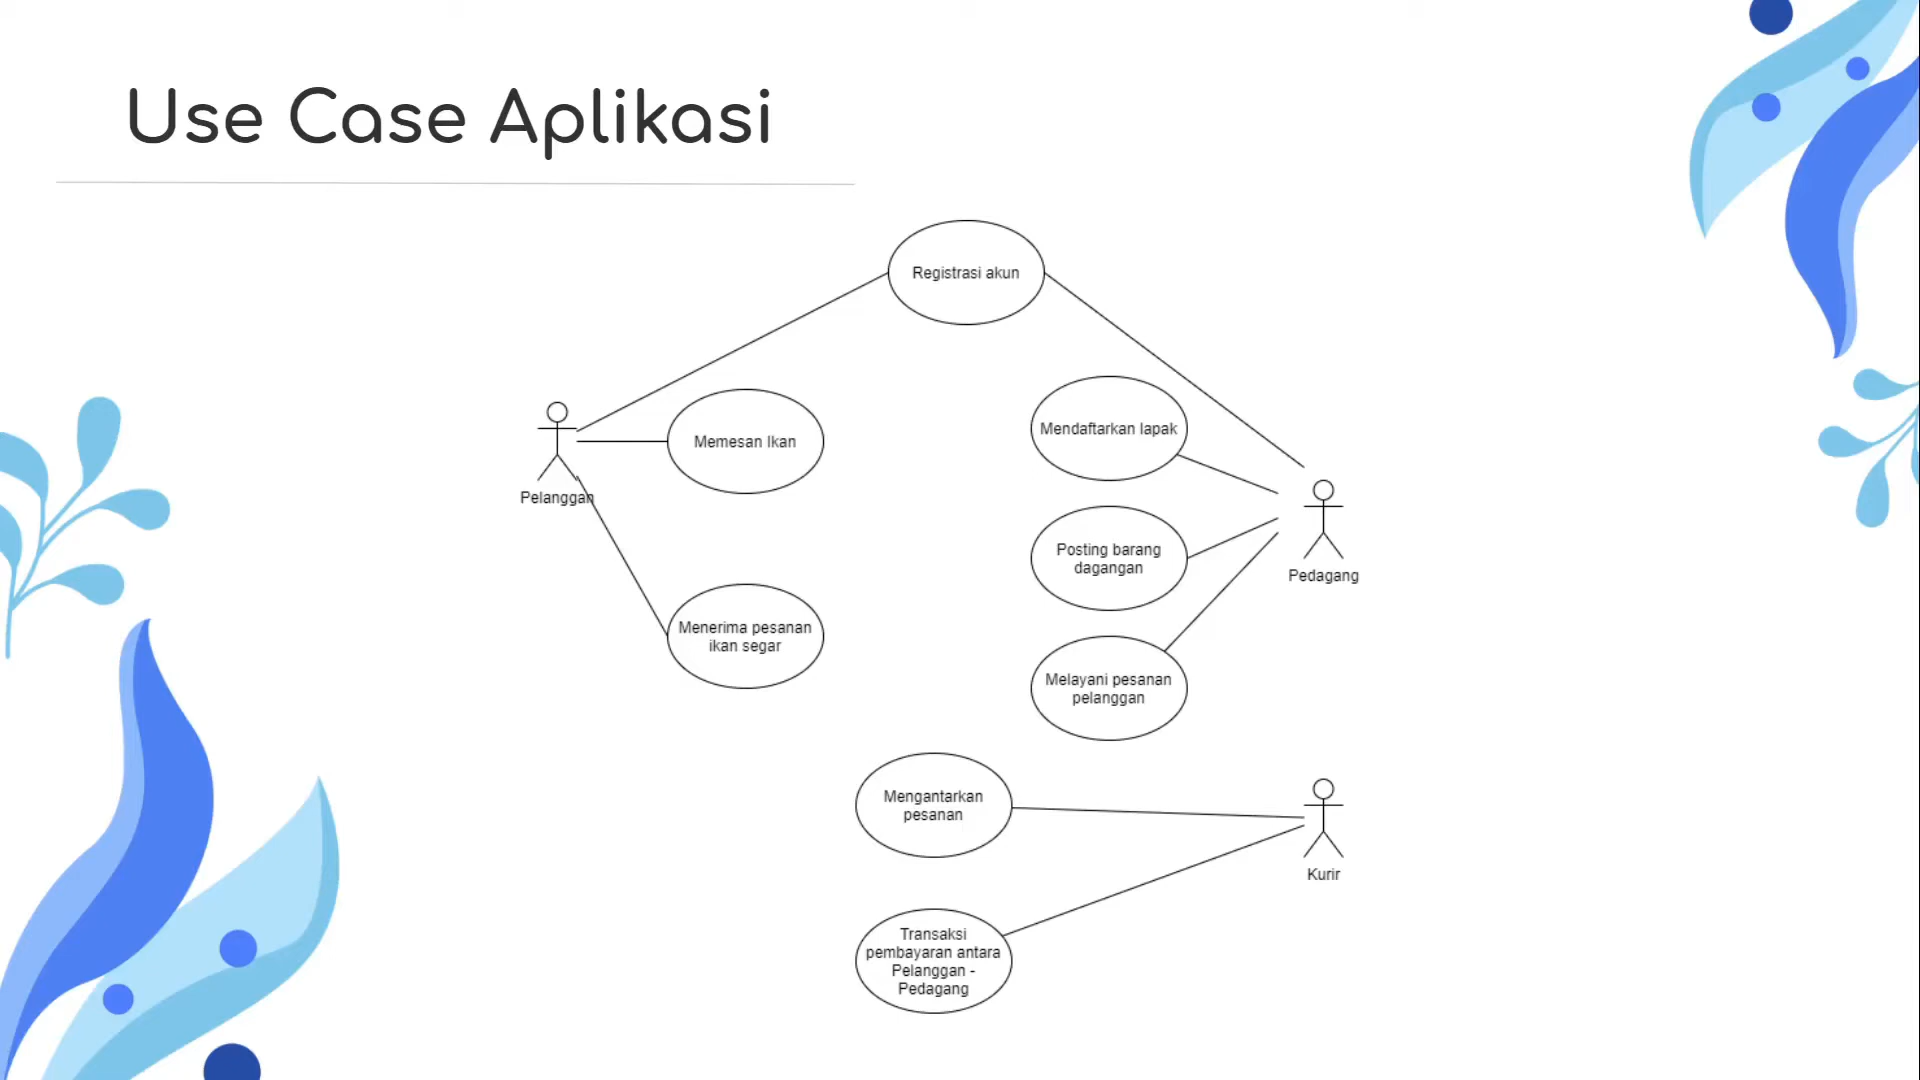 Use Case Aplikasi
Registrasi akun
Memesan Ikan
Mendaftarkan lapak
Pelanggan
Posting barang
dagangan
Pedagang
Menerima pesanan
ikan segar
Melayani pesanan
pelanggan
Mengantarkan
pesanan
Kurir
Transaksi
pembayaran antara
Pelanggan -
Pedagang